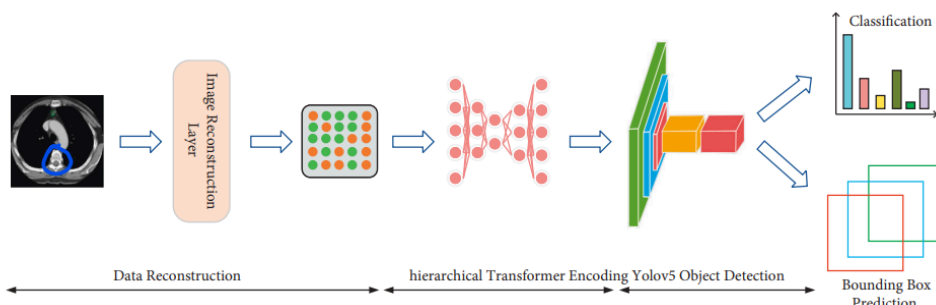 Classification
Image Reconstruction
Layer
Data Reconstruction
hierarchical Transformer Encoding
Yolov5 Object Detection
Bounding Box
Prediction